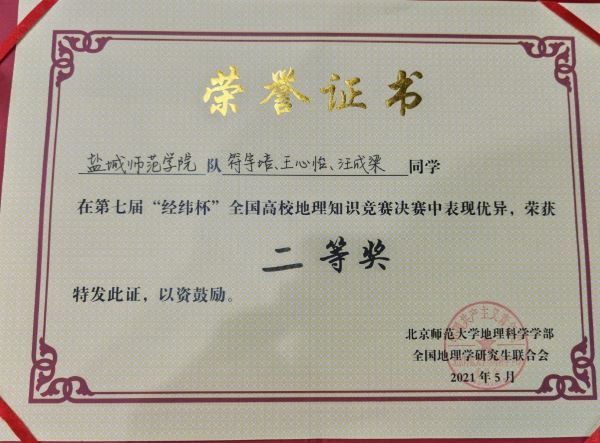 荣誉证书
盐城师范学院 队 符宇婧、王心怡、汪成梁 同学
在第七届“经纬杯”全国高校地理知识竞赛决赛中表现优异，荣获
二等奖
特发此证，以资鼓励。
北京师范大学地理科学学部
全国地理学研究生联合会
2021年5月